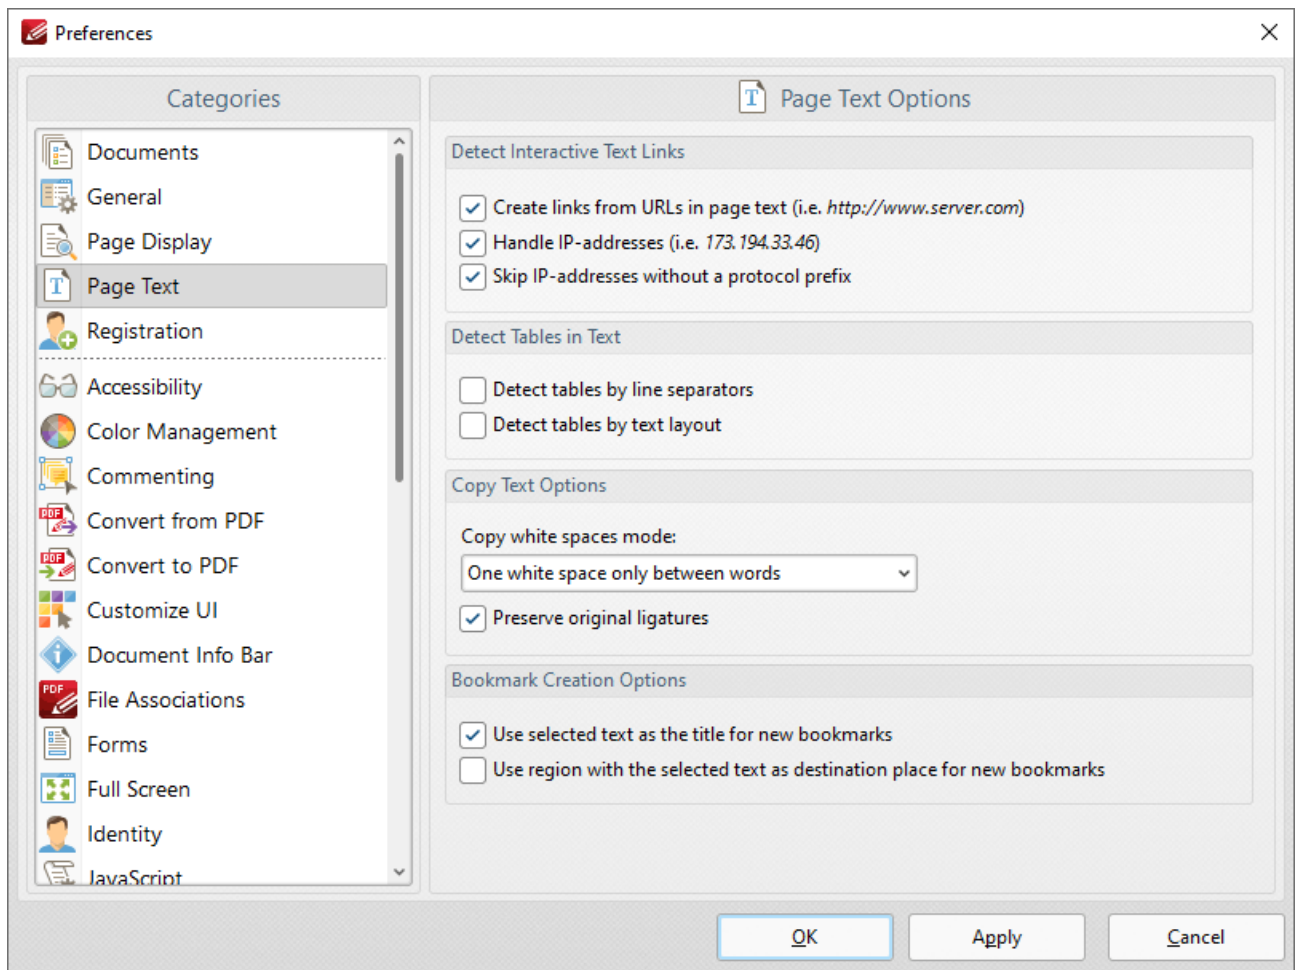 Preferences
Categories
Documents
General
Page Display
Page Text
Registration
Accessibility
Color Management
Commenting
Convert from PDF
Convert to PDF
Customize UI
Document Info Bar
File Associations
Forms
Full Screen
Identity
JavaScript
Page Text Options
Detect Interactive Text Links
Create links from URLs in page text (i.e. http://www.server.com)
Handle IP-addresses (i.e. 173.194.33.46)
Skip IP-addresses without a protocol prefix
Detect Tables in Text
Detect tables by line separators
Detect tables by text layout
Copy Text Options
Copy white spaces mode:
One white space only between words
Preserve original ligatures
Bookmark Creation Options
Use selected text as the title for new bookmarks
Use region with the selected text as destination place for new bookmarks
OK
Apply
Cancel